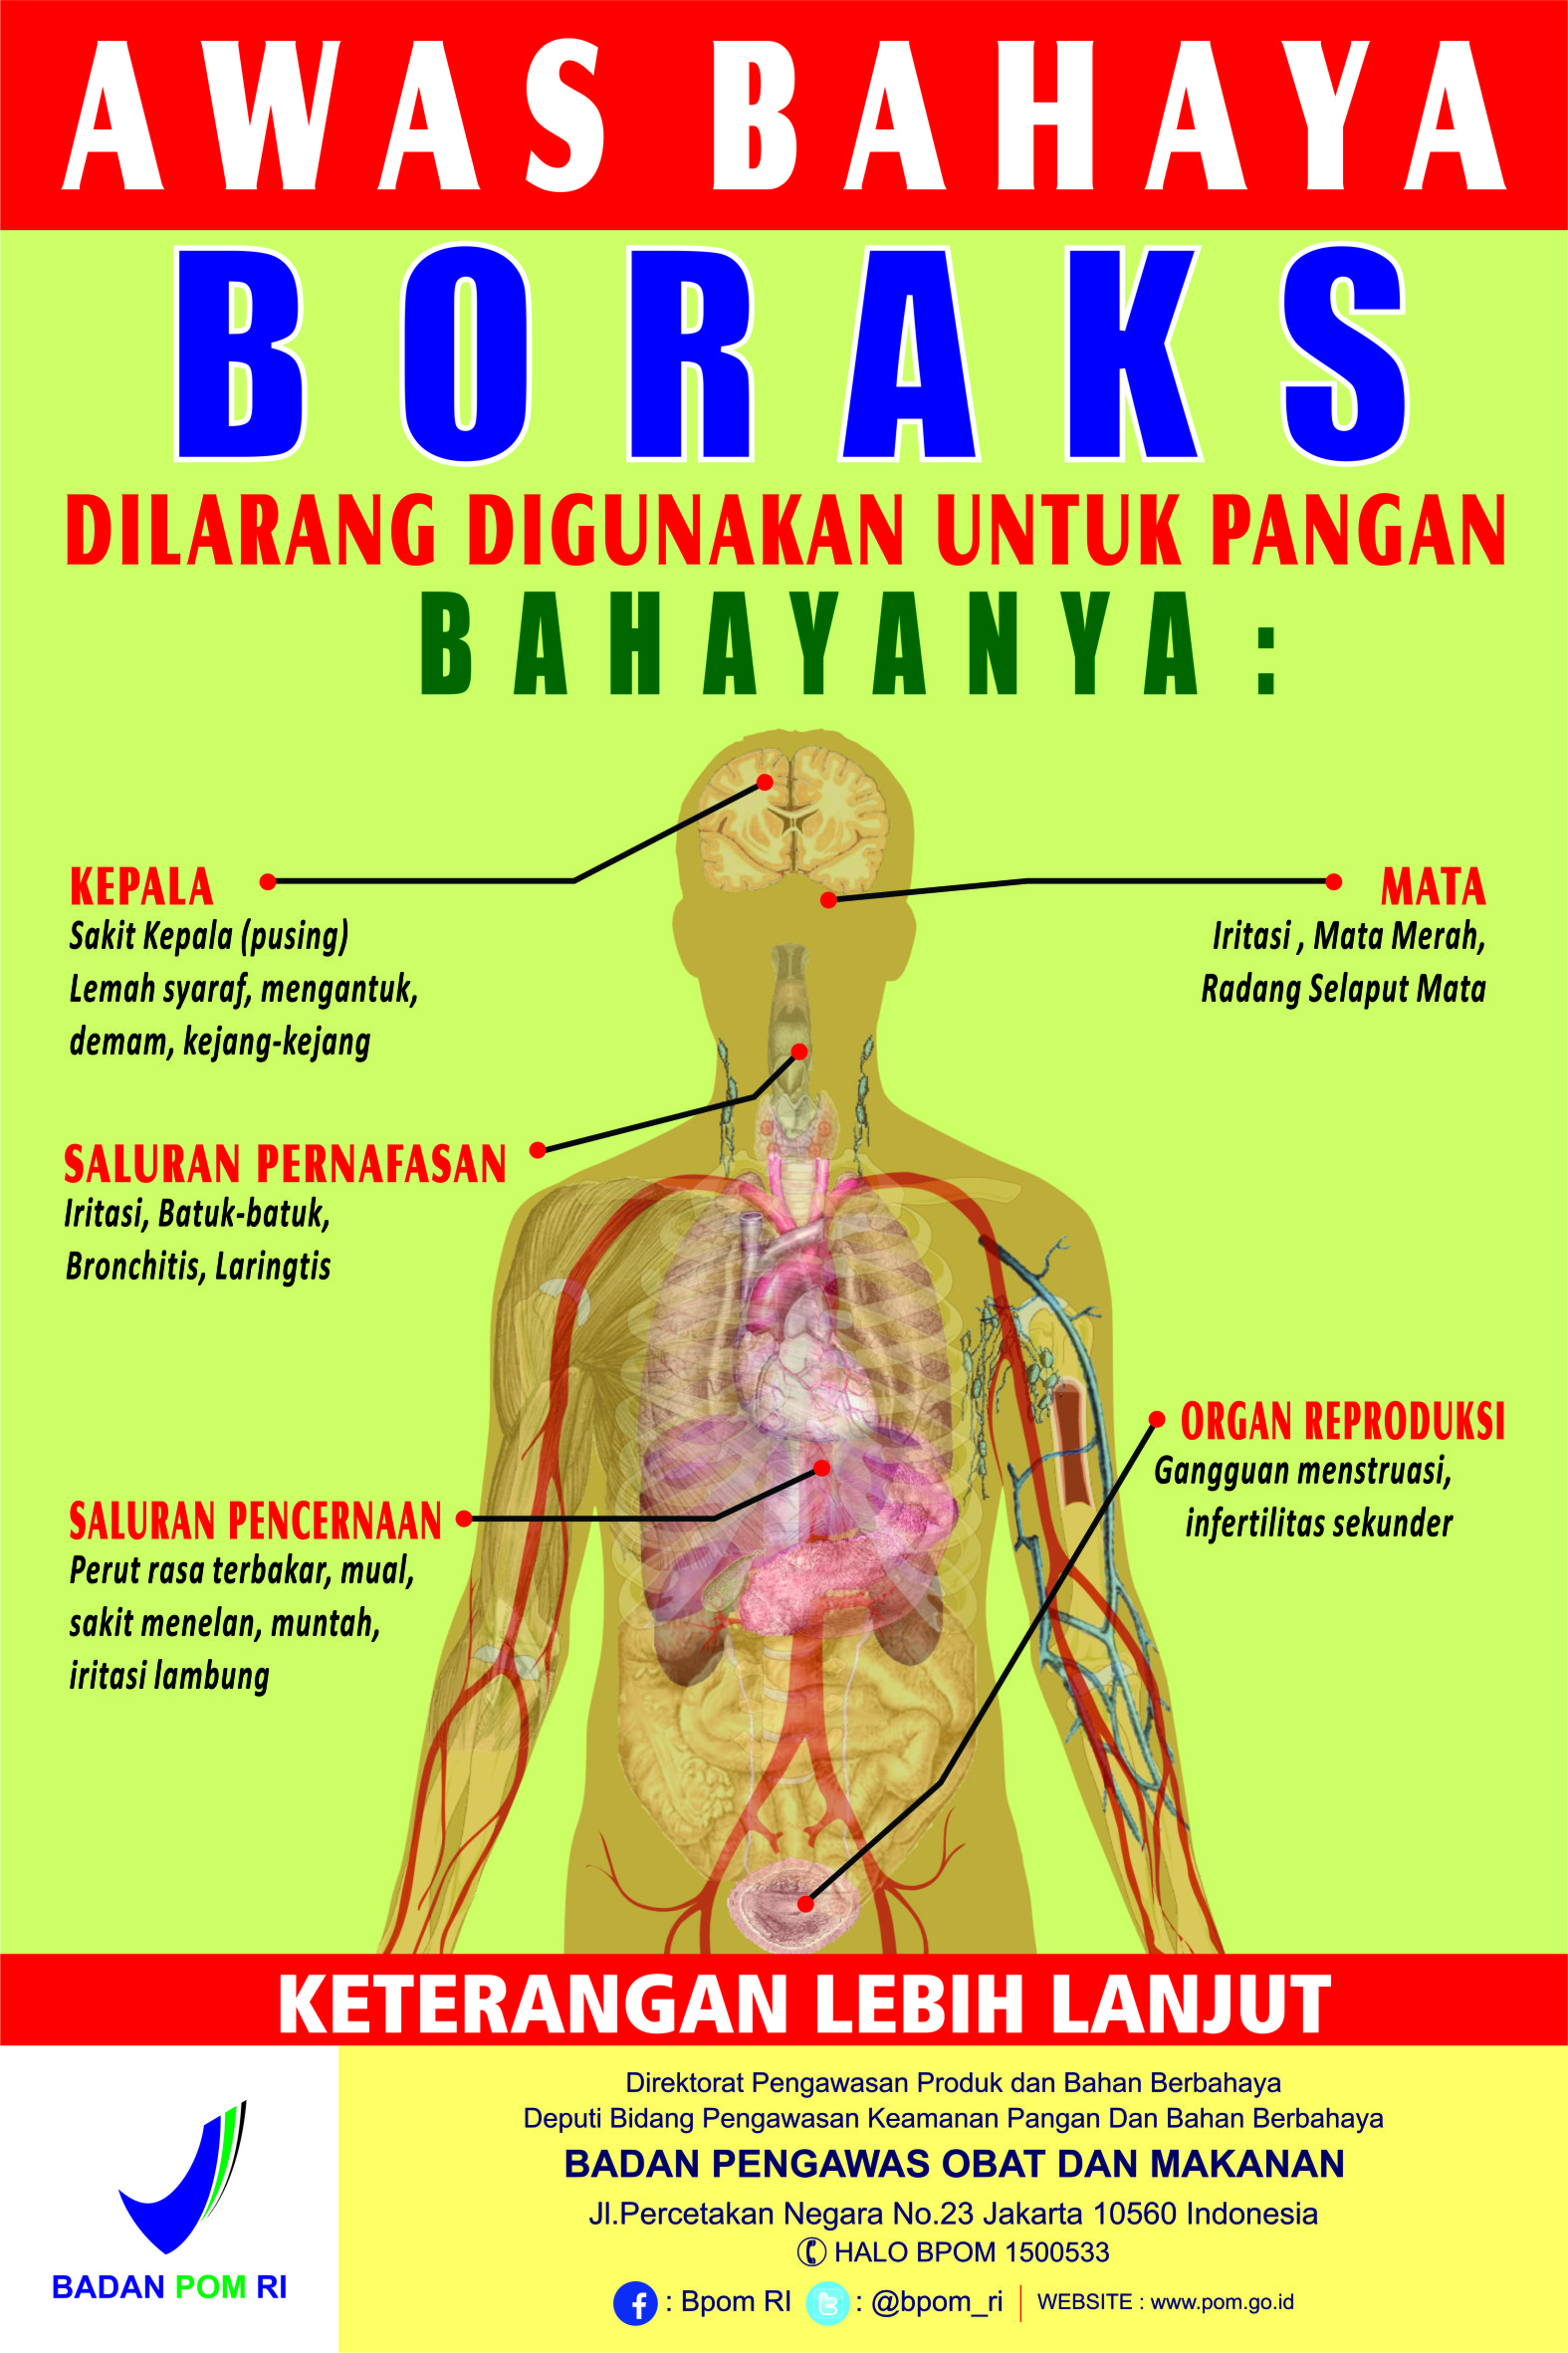 AWAS BAHAYA
BORAKS
DILARANG DIGUNAKAN UNTUK PANGAN
BAHAYANYA :
KEPALA
Sakit Kepala (pusing)
Lemah syaraf, mengantuk,
demam, kejang-kejang
MATA
Iritasi , Mata Merah,
Radang Selaput Mata
SALURAN PERNAFASAN
Iritasi, Batuk-batuk,
Bronchitis, Laringtis
ORGAN REPRODUKSI
Gangguan menstruasi,
infertilitas sekunder
SALURAN PENCERNAAN
Perut rasa terbakar, mual,
sakit menelan, muntah,
iritasi lambung
KETERANGAN LEBIH LANJUT
BADAN POM RI
Direktorat Pengawasan Produk dan Bahan Berbahaya
Deputi Bidang Pengawasan Keamanan Pangan Dan Bahan Berbahaya
BADAN PENGAWAS OBAT DAN MAKANAN
Jl.Percetakan Negara No.23 Jakarta 10560 Indonesia
HALO BPOM 1500533
: Bpom RI : @bpom_ri | WEBSITE : www.pom.go.id